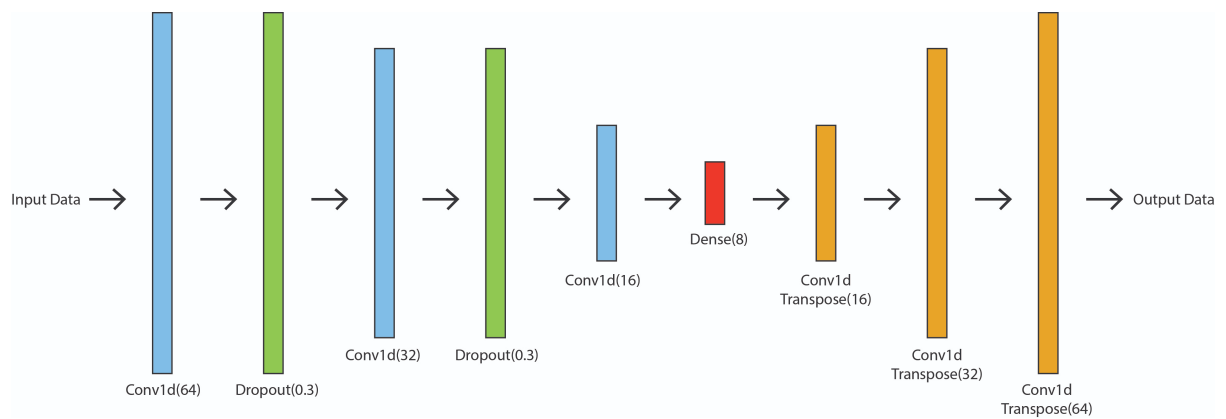 Input Data
Conv1d(64)
Dropout(0.3)
Conv1d(32)
Dropout(0.3)
Conv1d(16)
Dense(8)
Conv1d
Transpose(16)
Conv1d
Transpose(32)
Conv1d
Transpose(64)
Output Data